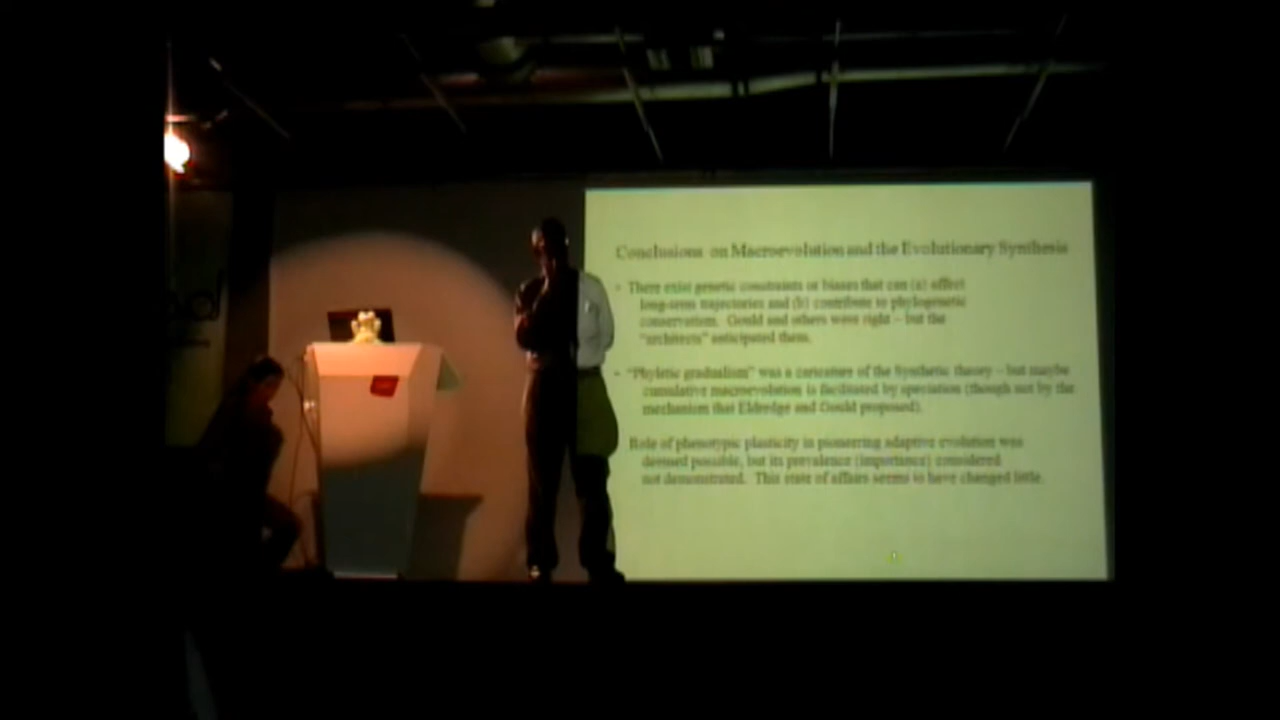 Conclusions on Macroevolution and the Evolutionary Synthesis
• There exist genetic constraints or biases that can (a) affect
long-term trajectories and (b) contribute to phylogenetic
conservation. Gould and others were right – but the
"architects" anticipated them.
• "Phyletic gradualism" was a caricature of the Synthetic theory – but maybe
cumulative macroevolution is facilitated by speciation (though not by the
mechanism that Eldredge and Gould proposed).
Role of phenotypic plasticity in pioneering adaptive evolution was
deemed possible, but its prevalence (importance) considered
not demonstrated. This state of affairs seems to have changed little.